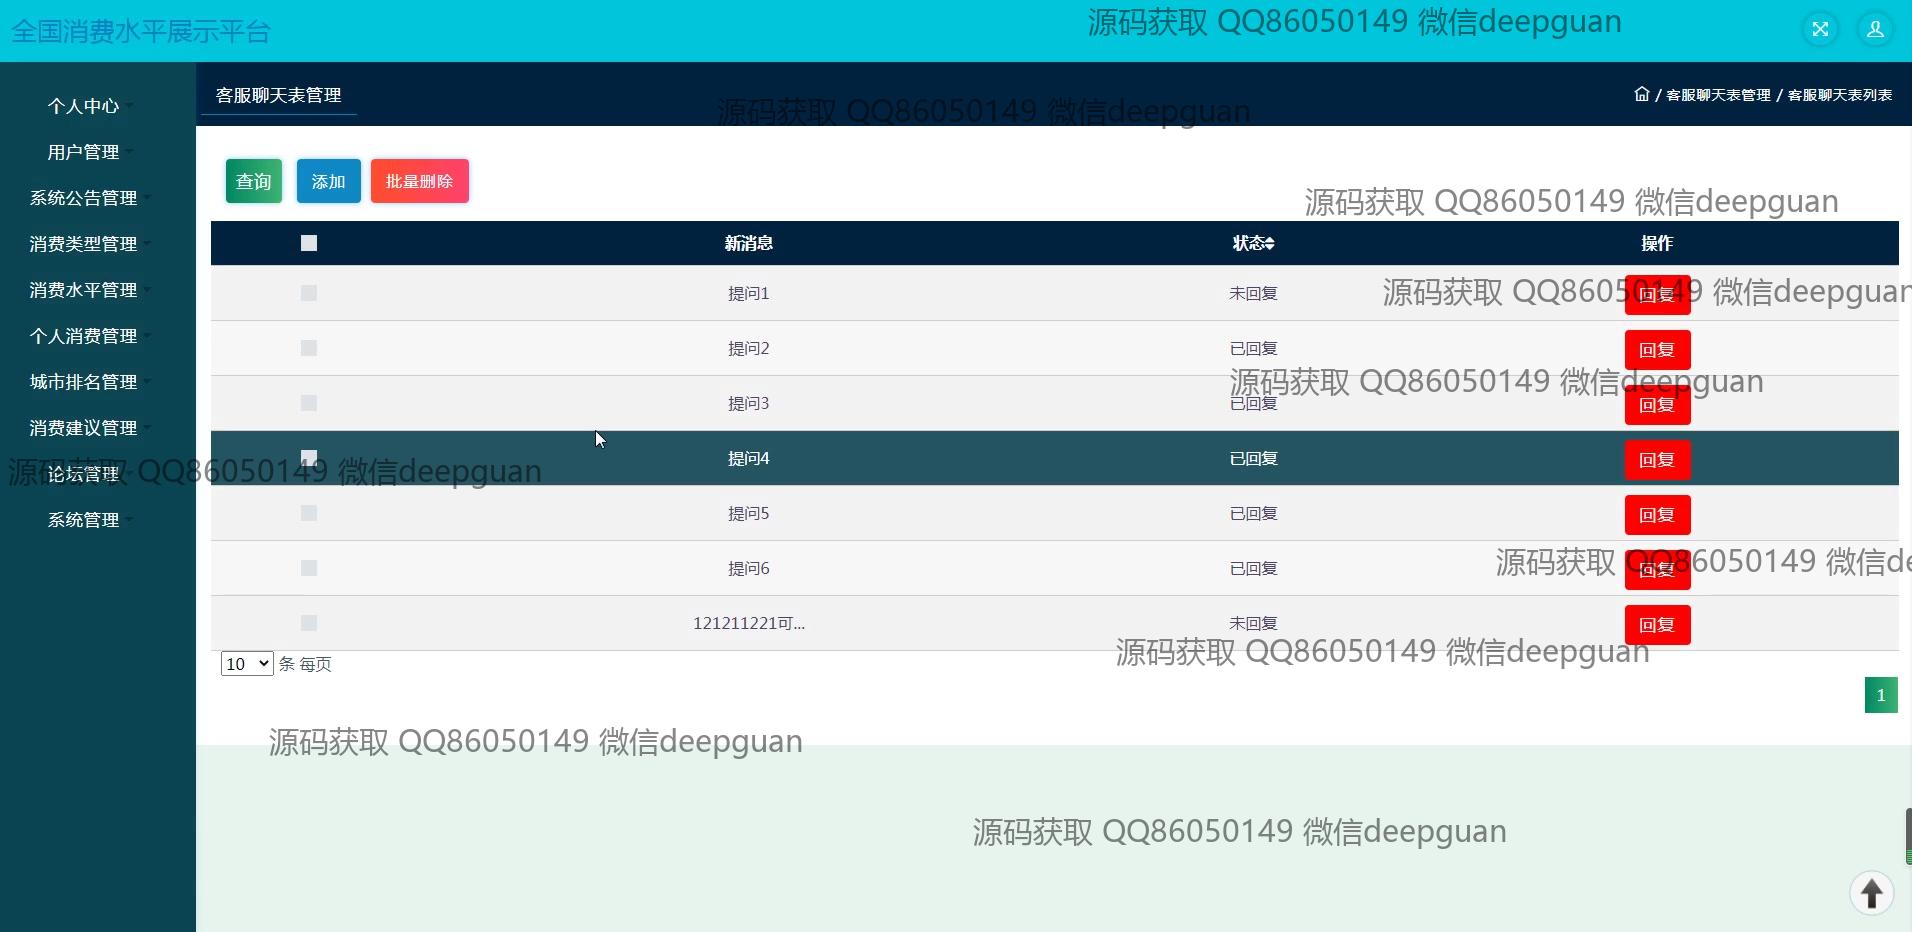 全国消费水平展示平台
源码获取 QQ86050149 微信deepguan
个人中心
用户管理
系统公告管理
消费类型管理
消费水平管理
个人消费管理
城市排名管理
消费建议管理
论坛管理
系统管理
客服聊天表管理
/ 客服聊天表管理 / 客服聊天表列表
源码获取 QQ86050149 微信deepguan
查询 添加 批量删除
源码获取 QQ86050149 微信deepguan
新消息 状态 操作
提问1 未回复 回复
源码获取 QQ86050149 微信deepguan
提问2 已回复 回复
源码获取 QQ86050149 微信deepguan
提问3 已回复 回复
提问4 已回复 回复
源码获取 QQ86050149 微信deepguan
提问5 已回复 回复
提问6 已回复 回复
源码获取 QQ86050149 微信de
121211221可... 未回复 回复
源码获取 QQ86050149 微信deepguan
10 条 每页
1
源码获取 QQ86050149 微信deepguan
源码获取 QQ86050149 微信deepguan